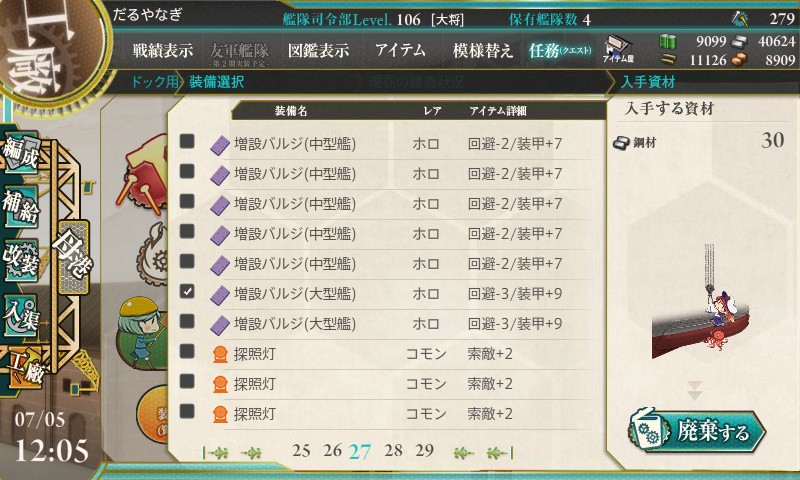 工廠
だるやなぎ
艦隊司令部Level. 106 [大将]
保有艦隊数 4
279
戦績表示
友軍艦隊
-第2期実装予定-
図鑑表示
アイテム
模様替え
任務(クエスト)
アイテム屋
9099
40624
11126
8909
ドック用
装備選択
入手資材
装備名
レア
アイテム詳細
増設バルジ(中型艦) ホロ 回避-2/装甲+7
増設バルジ(中型艦) ホロ 回避-2/装甲+7
増設バルジ(中型艦) ホロ 回避-2/装甲+7
増設バルジ(中型艦) ホロ 回避-2/装甲+7
増設バルジ(中型艦) ホロ 回避-2/装甲+7
増設バルジ(大型艦) ホロ 回避-3/装甲+9
増設バルジ(大型艦) ホロ 回避-3/装甲+9
探照灯 コモン 索敵+2
探照灯 コモン 索敵+2
探照灯 コモン 索敵+2
25 26 27 28 29
入手する資材
鋼材 30
廃棄する
編成
補給
改装
入渠
工廠
母港
07/05
12:05